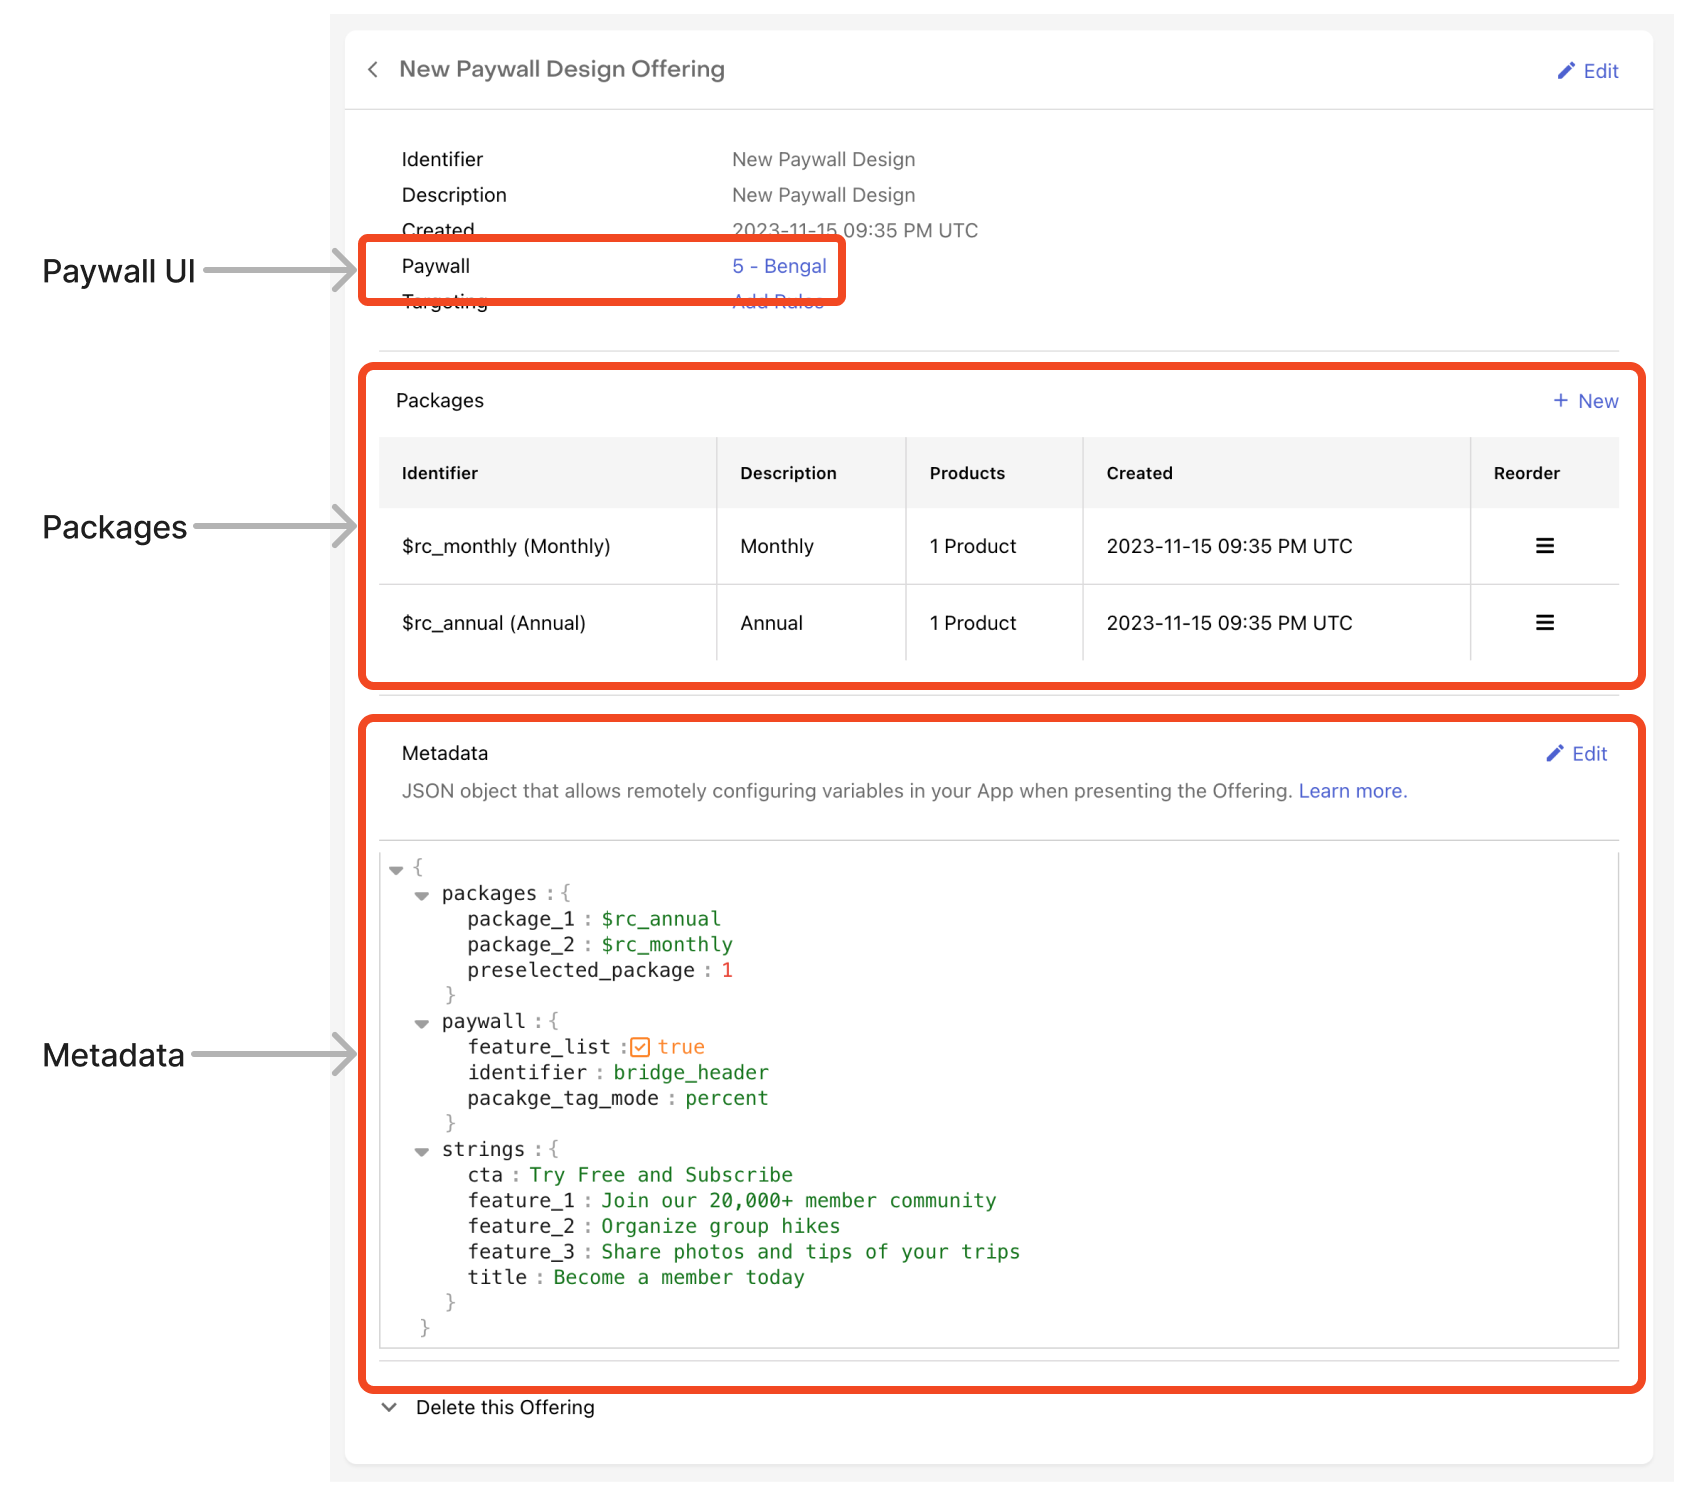 New Paywall Design Offering
Edit
Identifier New Paywall Design
Description New Paywall Design
Created 2023-11-15 09:35 PM UTC
Paywall UI
Paywall 5 - Bengal
Targeting Add Rules
Packages
+ New
Identifier Description Products Created Reorder
Packages
$rc_monthly (Monthly) Monthly 1 Product 2023-11-15 09:35 PM UTC
$rc_annual (Annual) Annual 1 Product 2023-11-15 09:35 PM UTC
Metadata
Edit
JSON object that allows remotely configuring variables in your App when presenting the Offering. Learn more.
{
packages : {
package_1 : $rc_annual
package_2 : $rc_monthly
preselected_package : 1
}
paywall : {
feature_list : true
Metadata
identifier : bridge_header
pacakge_tag_mode : percent
}
strings : {
cta : Try Free and Subscribe
feature_1 : Join our 20,000+ member community
feature_2 : Organize group hikes
feature_3 : Share photos and tips of your trips
title : Become a member today
}
}
Delete this Offering